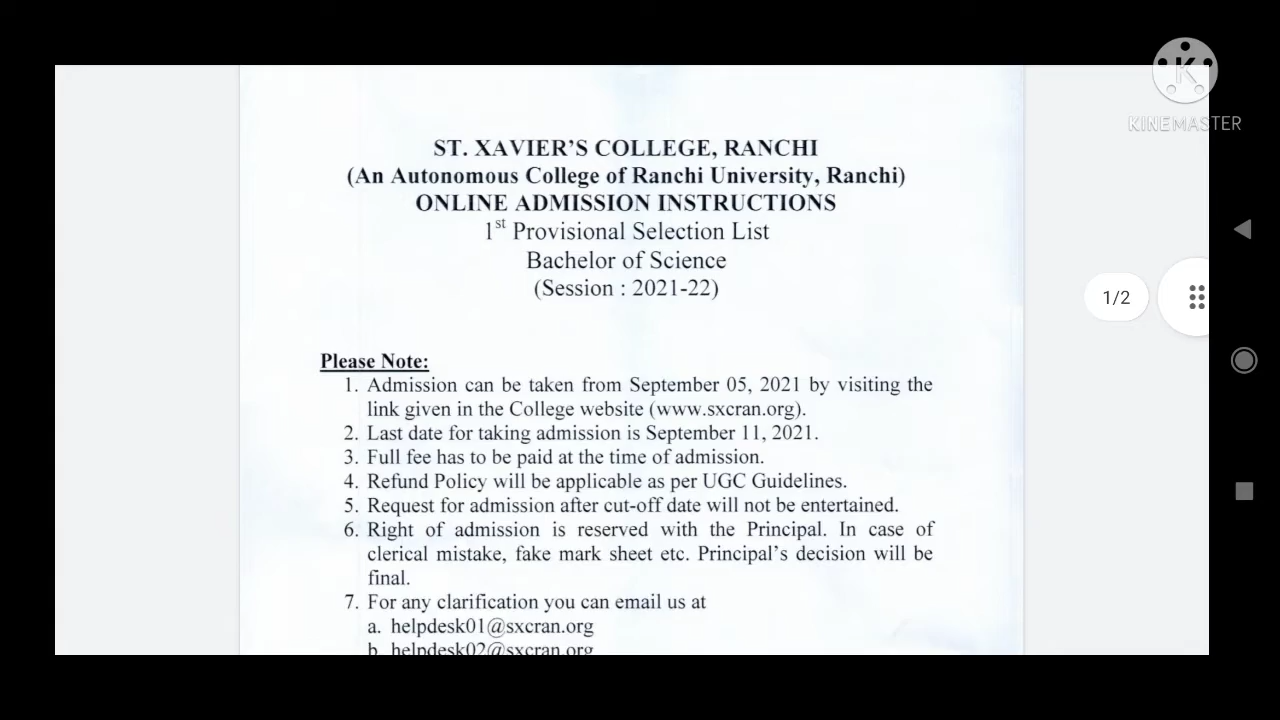 K
KINEMASTER
ST. XAVIER'S COLLEGE, RANCHI
(An Autonomous College of Ranchi University, Ranchi)
ONLINE ADMISSION INSTRUCTIONS
1st Provisional Selection List
Bachelor of Science
(Session : 2021-22)
1/2
Please Note:
1. Admission can be taken from September 05, 2021 by visiting the
link given in the College website (www.sxcran.org).
2. Last date for taking admission is September 11, 2021.
3. Full fee has to be paid at the time of admission.
4. Refund Policy will be applicable as per UGC Guidelines.
5. Request for admission after cut-off date will not be entertained.
6. Right of admission is reserved with the Principal. In case of
clerical mistake, fake mark sheet etc. Principal's decision will be
final.
7. For any clarification you can email us at
a. helpdesk01@sxcran.org
b. helpdesk02@sxcran.org